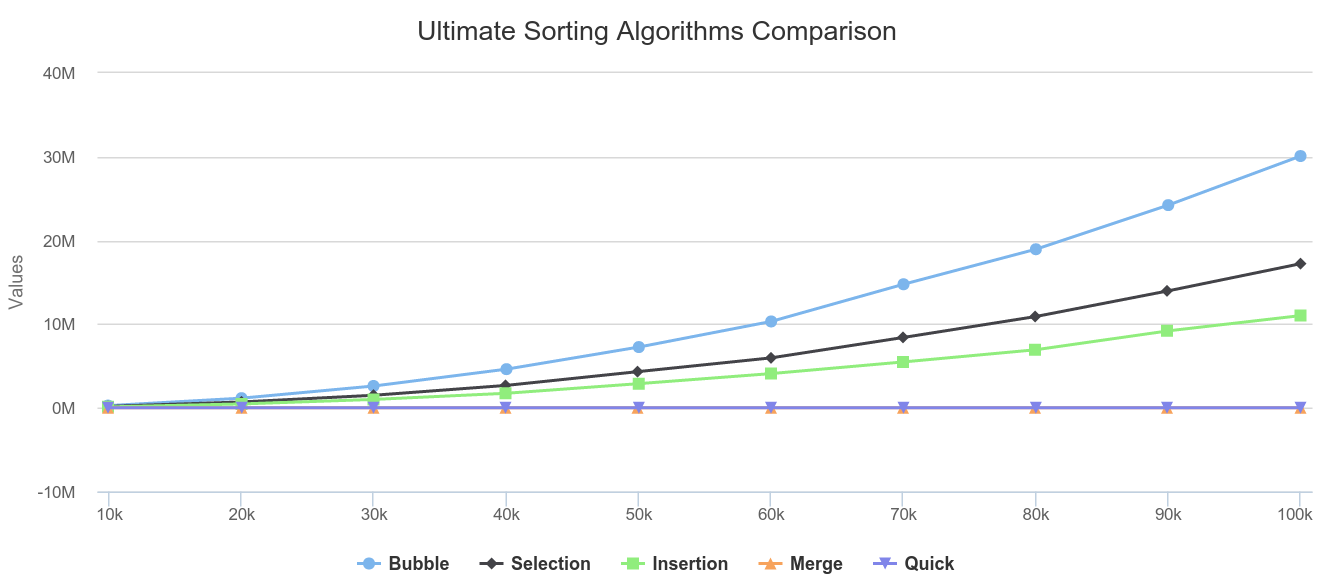 Ultimate Sorting Algorithms Comparison
40M
30M
20M
10M
0M
-10M
Values
10k 20k 30k 40k 50k 60k 70k 80k 90k 100k
Bubble Selection Insertion Merge Quick